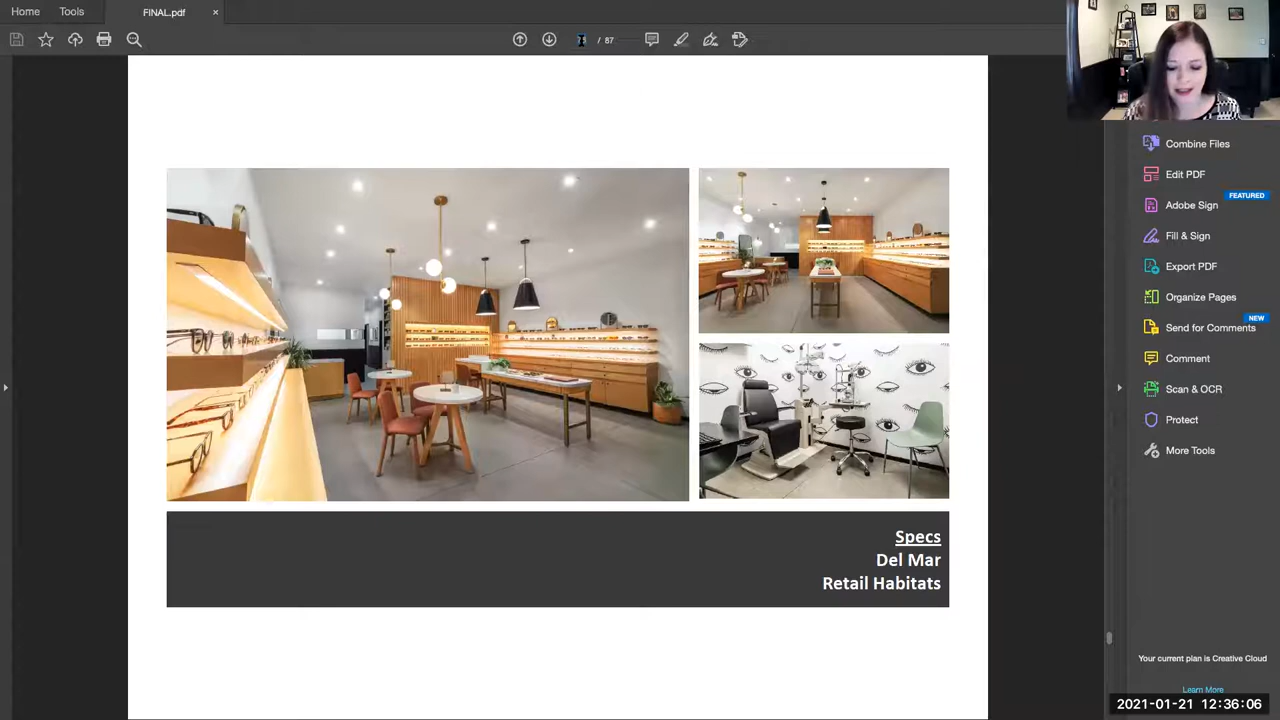 Home
Tools
FINAL.pdf
×
/ 87
Combine Files
Edit PDF
FEATURED
Adobe Sign
Fill & Sign
Export PDF
Organize Pages
NEW
Send for Comments
Comment
Scan & OCR
Protect
More Tools
Specs
Del Mar
Retail Habitats
Your current plan is Creative Cloud
Learn More
2021-01-21 12:36:06